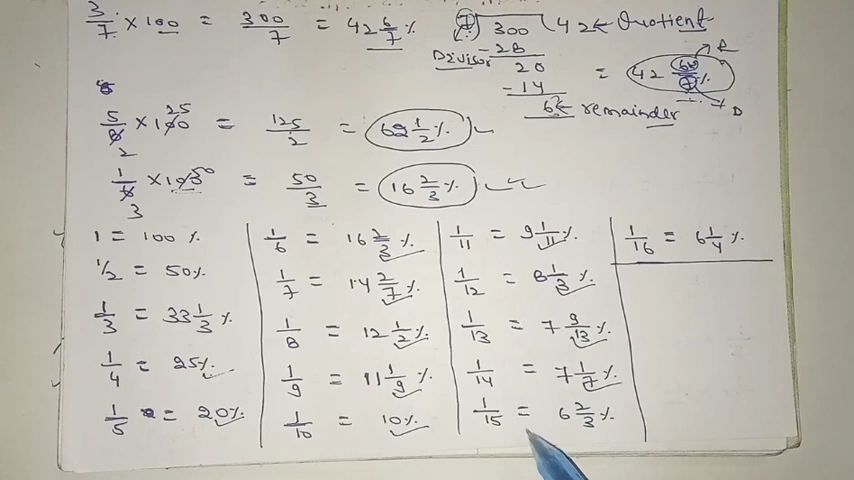 3/7 × 100 = 300/7 = 42 6/7 %
7 300 42 ← Quotient
Divisor
- 28
20
- 14
6 ← remainder
= 42 6/7 %
R
D
5/8 × 100 25 = 125/2 = 62 1/2 %
2
1/6 × 100 50 = 50/3 = 16 2/3 %
3
1 = 100 %
1/2 = 50%
1/3 = 33 1/3 %
1/4 = 25%
1/5 = 20%
1/6 = 16 2/3 %
1/7 = 14 2/7 %
1/8 = 12 1/2 %
1/9 = 11 1/9 %
1/10 = 10%
1/11 = 9 1/11 %
1/12 = 8 1/3 %
1/13 = 7 9/13 %
1/14 = 7 1/7 %
1/15 = 6 2/3 %
1/16 = 6 1/4 %